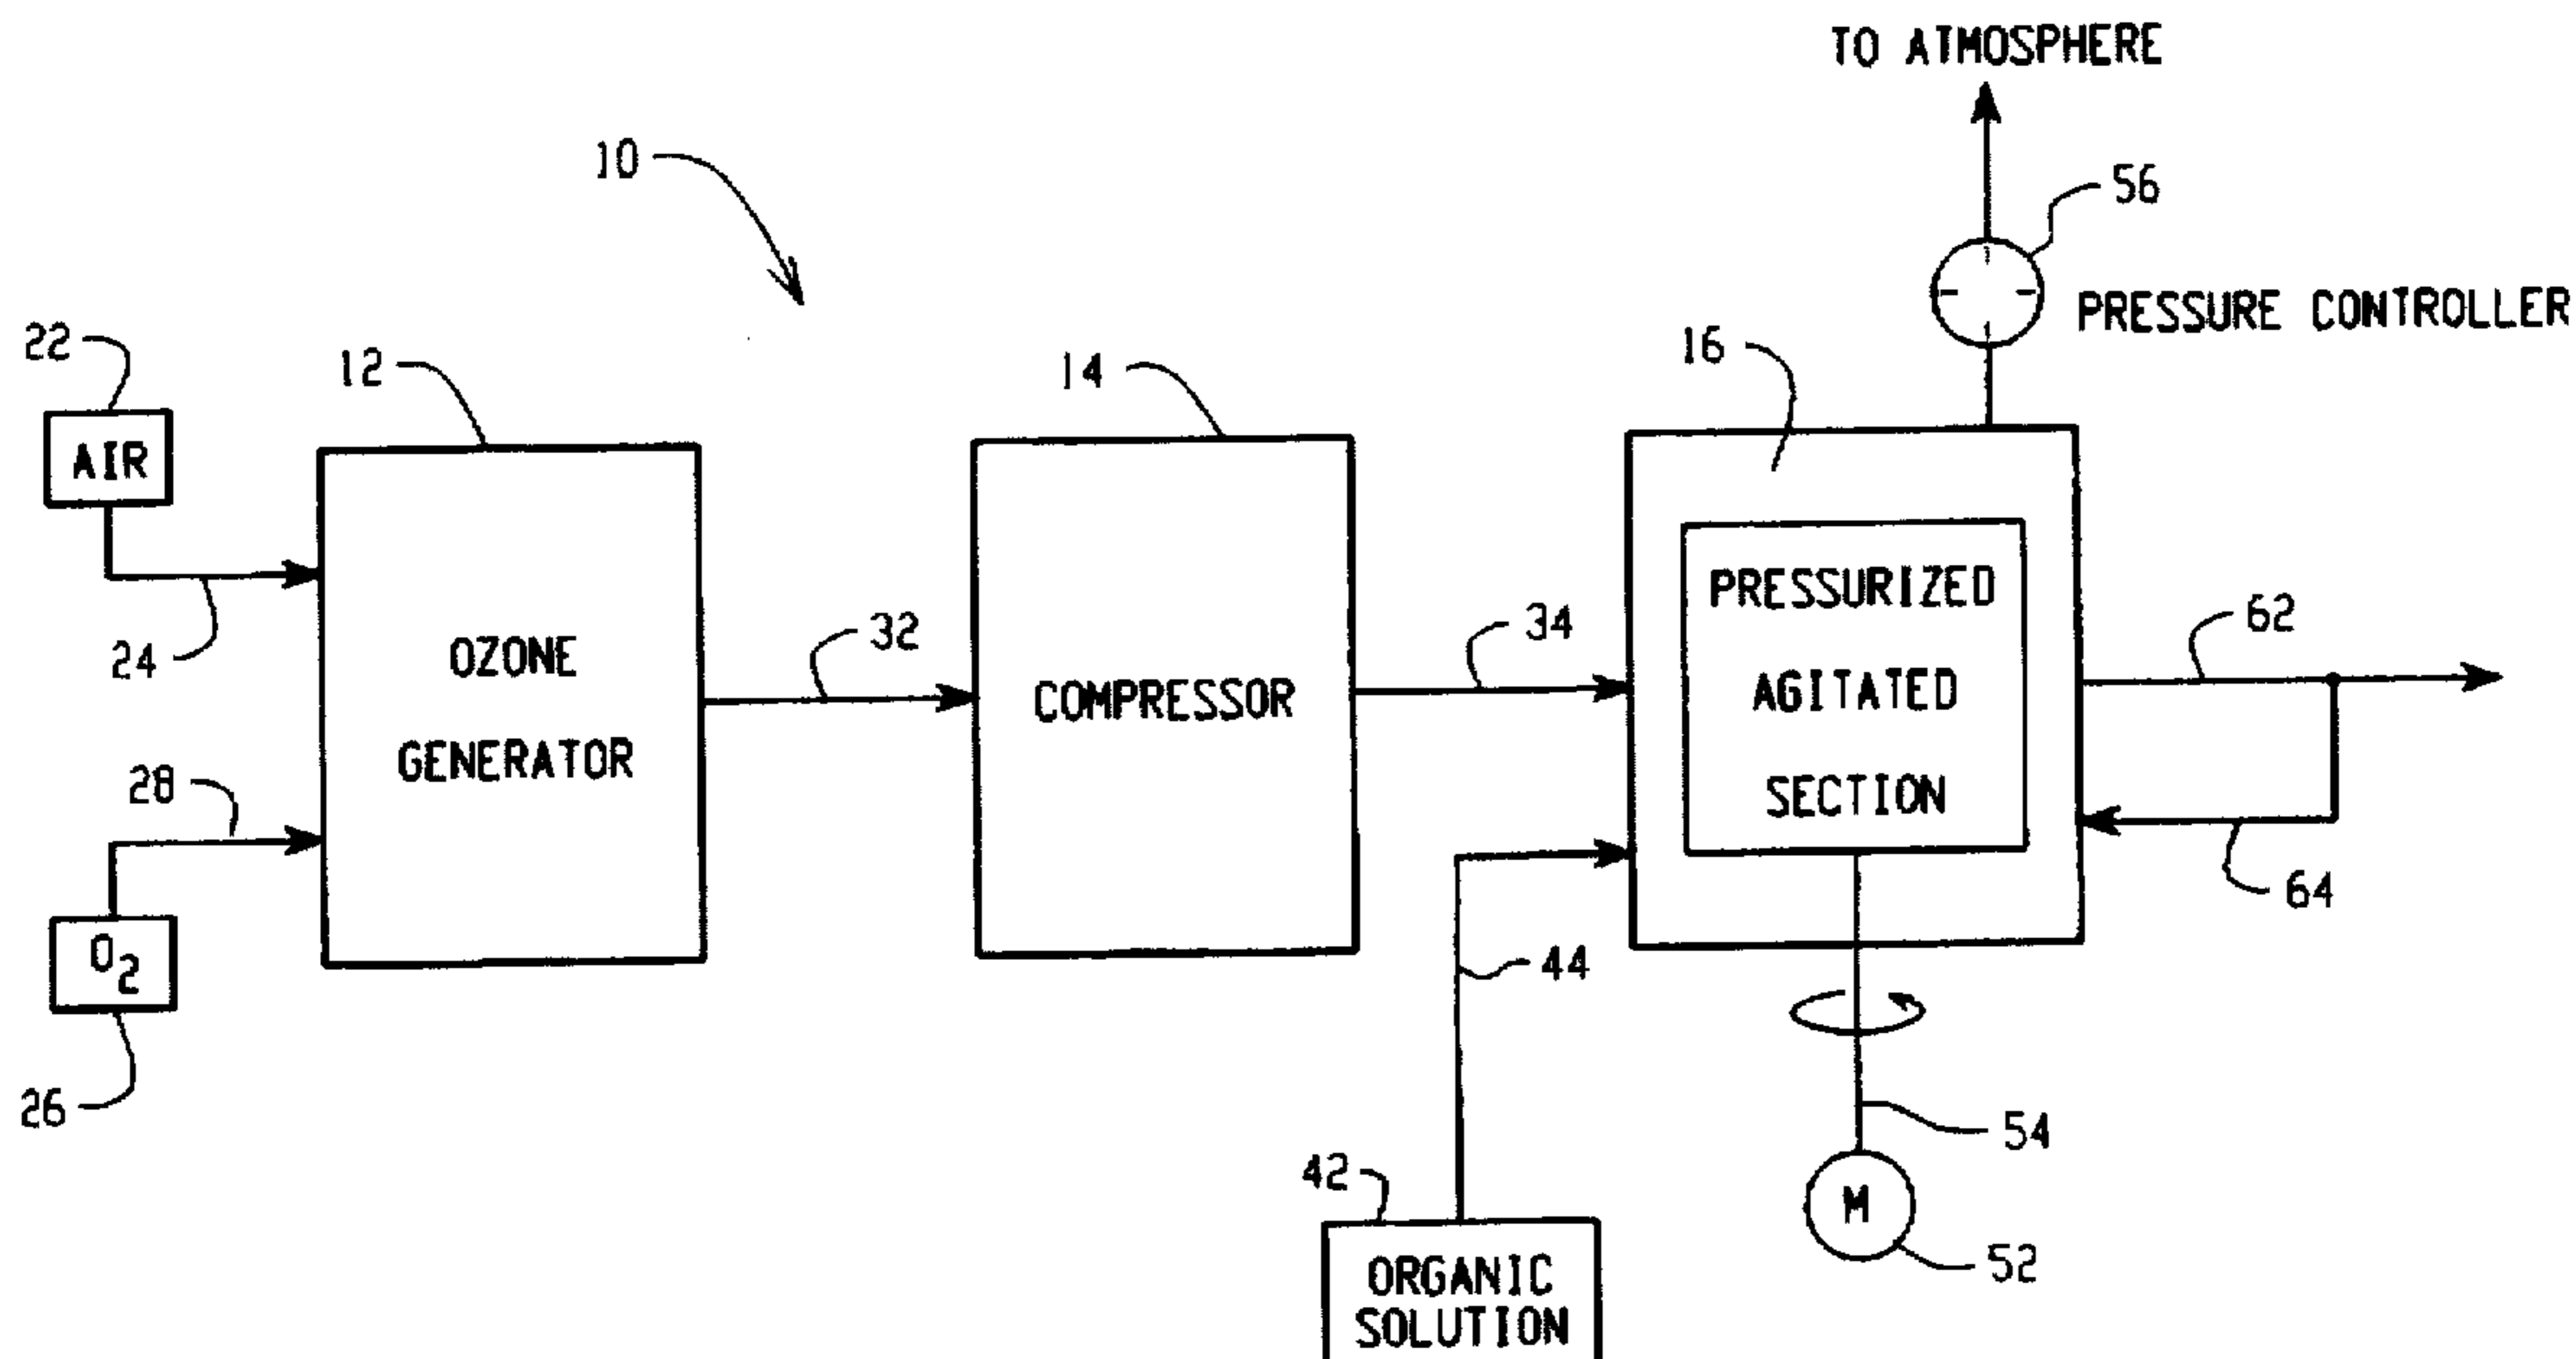 TO ATMOSPHERE
10
56
PRESSURE CONTROLLER
22
12
14
16
AIR
24
OZONE
GENERATOR
32
COMPRESSOR
34
PRESSURIZED
AGITATED
SECTION
62
28
64
O2
26
44
54
42
M
52
ORGANIC
SOLUTION